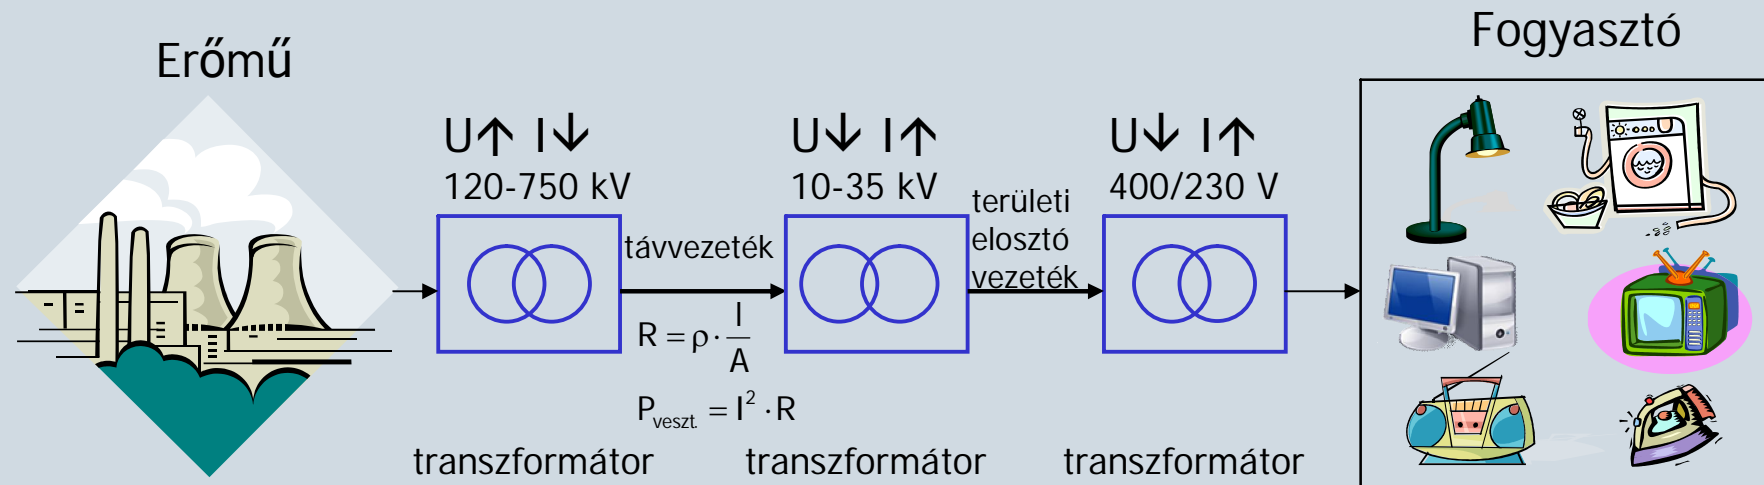 Erőmű
Fogyasztó
U↑ I↓
120-750 kV
U↓ I↑
10-35 kV
U↓ I↑
400/230 V
távvezeték
területi
elosztó
vezeték
R = ρ · l/A
P_veszt. = I² · R
transzformátor
transzformátor
transzformátor